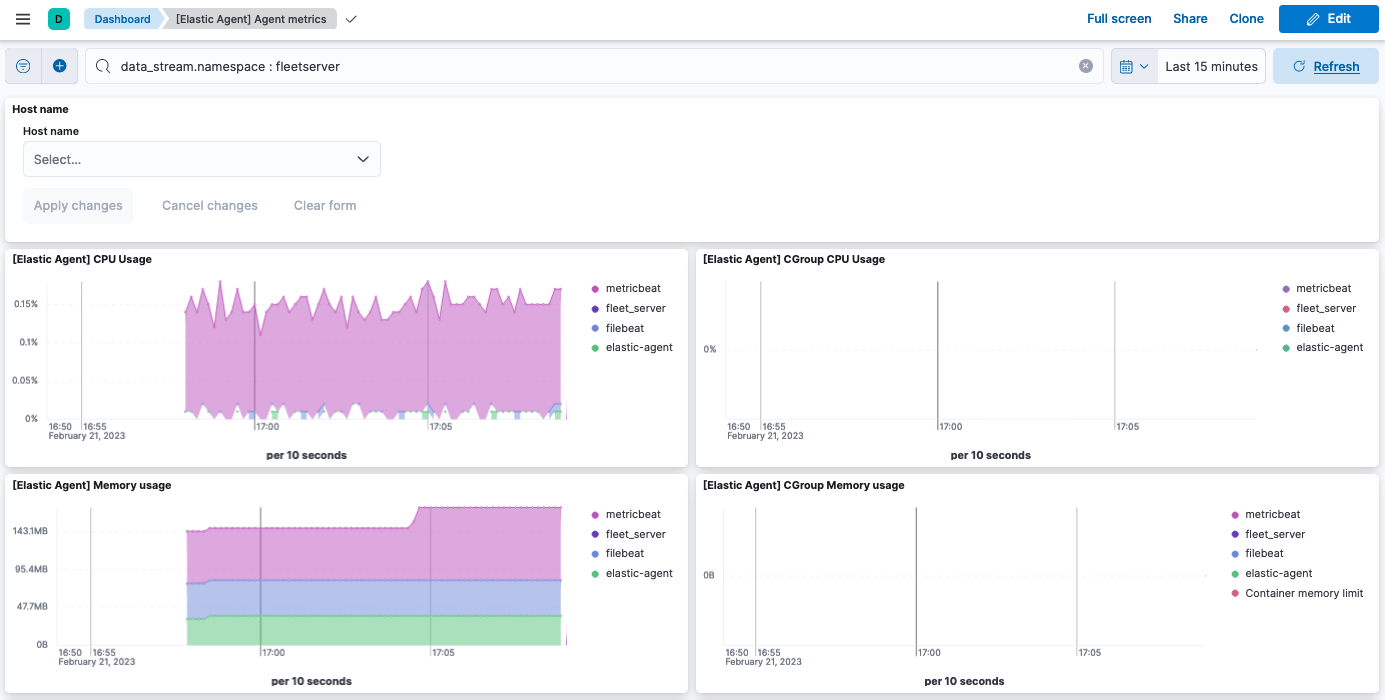 D Dashboard [Elastic Agent] Agent metrics Full screen Share Clone Edit
data_stream.namespace : fleetserver Last 15 minutes Refresh
Host name
Host name
Select...
Apply changes Cancel changes Clear form
[Elastic Agent] CPU Usage
0.15%
0.1%
0.05%
0%
16:50 16:55 17:00 17:05
February 21, 2023
per 10 seconds
metricbeat
fleet_server
filebeat
elastic-agent
[Elastic Agent] CGroup CPU Usage
0%
16:50 16:55 17:00 17:05
February 21, 2023
per 10 seconds
metricbeat
fleet_server
filebeat
elastic-agent
[Elastic Agent] Memory usage
143.1MB
95.4MB
47.7MB
0B
16:50 16:55 17:00 17:05
February 21, 2023
per 10 seconds
metricbeat
fleet_server
filebeat
elastic-agent
[Elastic Agent] CGroup Memory usage
0B
16:50 16:55 17:00 17:05
February 21, 2023
per 10 seconds
metricbeat
fleet_server
filebeat
elastic-agent
Container memory limit